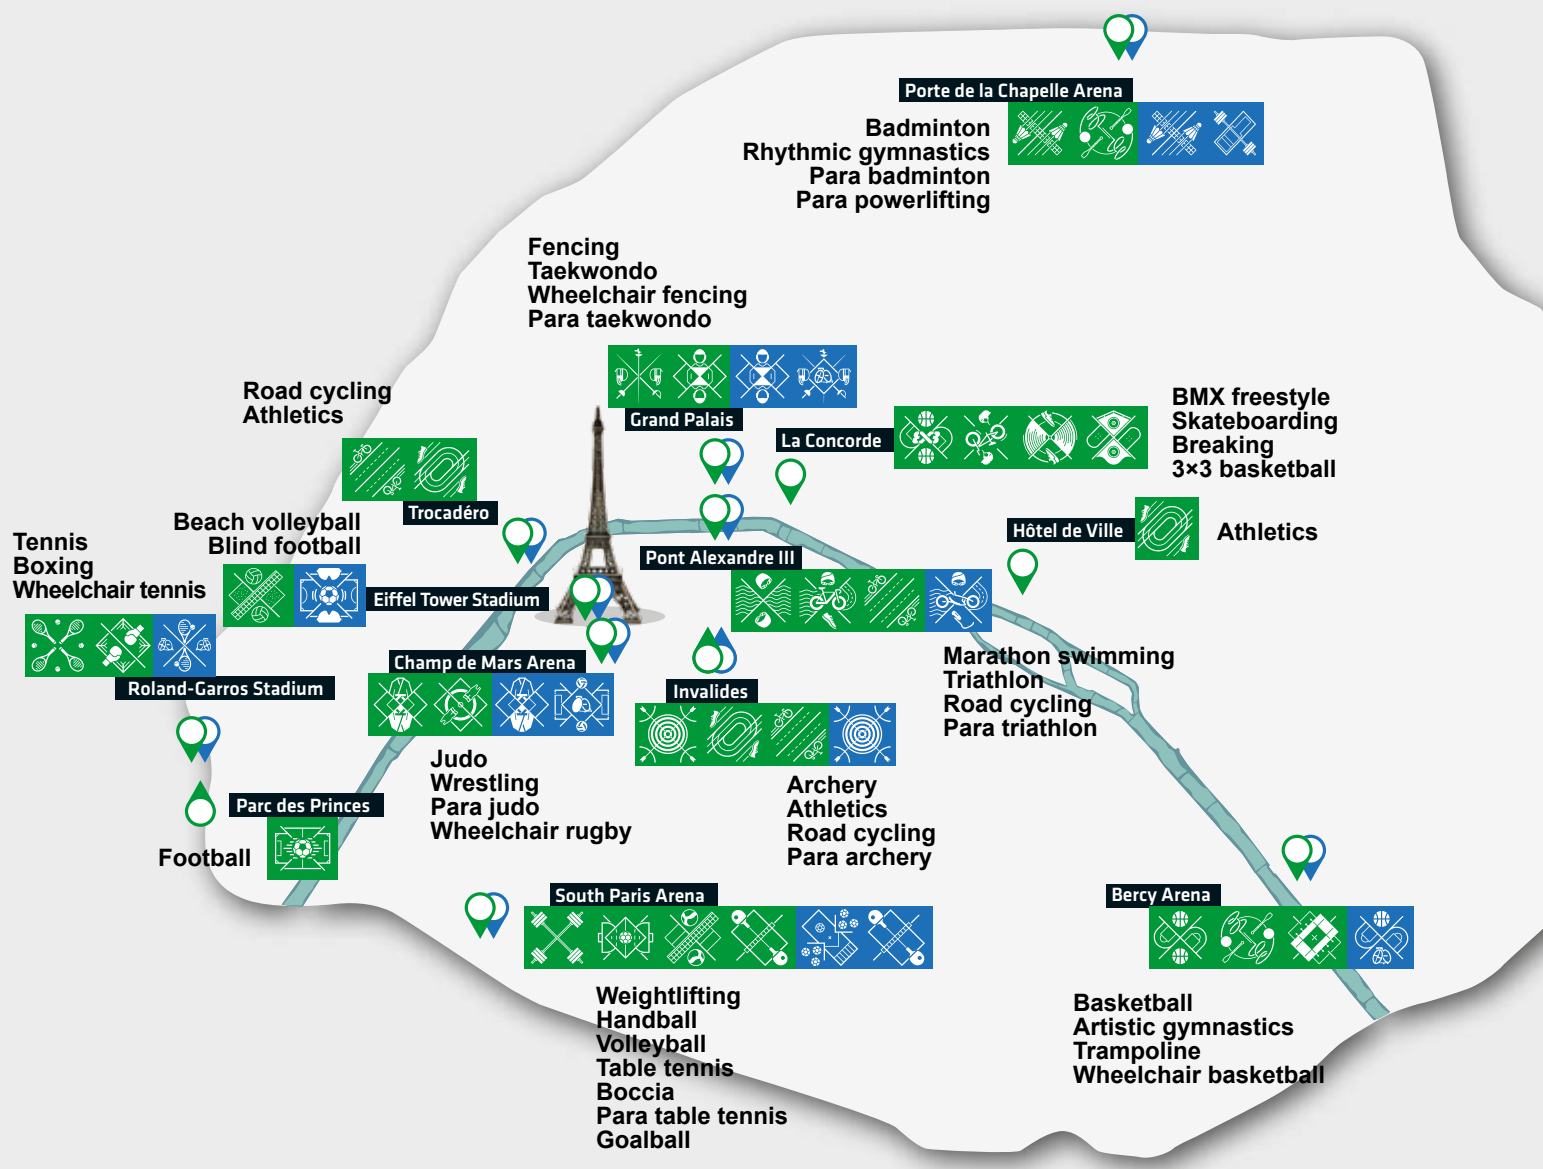 Porte de la Chapelle Arena
Badminton
Rhythmic gymnastics
Para badminton
Para powerlifting
Fencing
Taekwondo
Wheelchair fencing
Para taekwondo
Grand Palais
Road cycling
Athletics
Trocadéro
La Concorde
3X3
BMX freestyle
Skateboarding
Breaking
3×3 basketball
Hôtel de Ville
Athletics
Beach volleyball
Blind football
Eiffel Tower Stadium
Tennis
Boxing
Wheelchair tennis
Roland-Garros Stadium
Pont Alexandre III
Marathon swimming
Triathlon
Road cycling
Para triathlon
Champ de Mars Arena
Judo
Wrestling
Para judo
Wheelchair rugby
Invalides
Archery
Athletics
Road cycling
Para archery
Parc des Princes
Football
South Paris Arena
Weightlifting
Handball
Volleyball
Table tennis
Boccia
Para table tennis
Goalball
Bercy Arena
Basketball
Artistic gymnastics
Trampoline
Wheelchair basketball